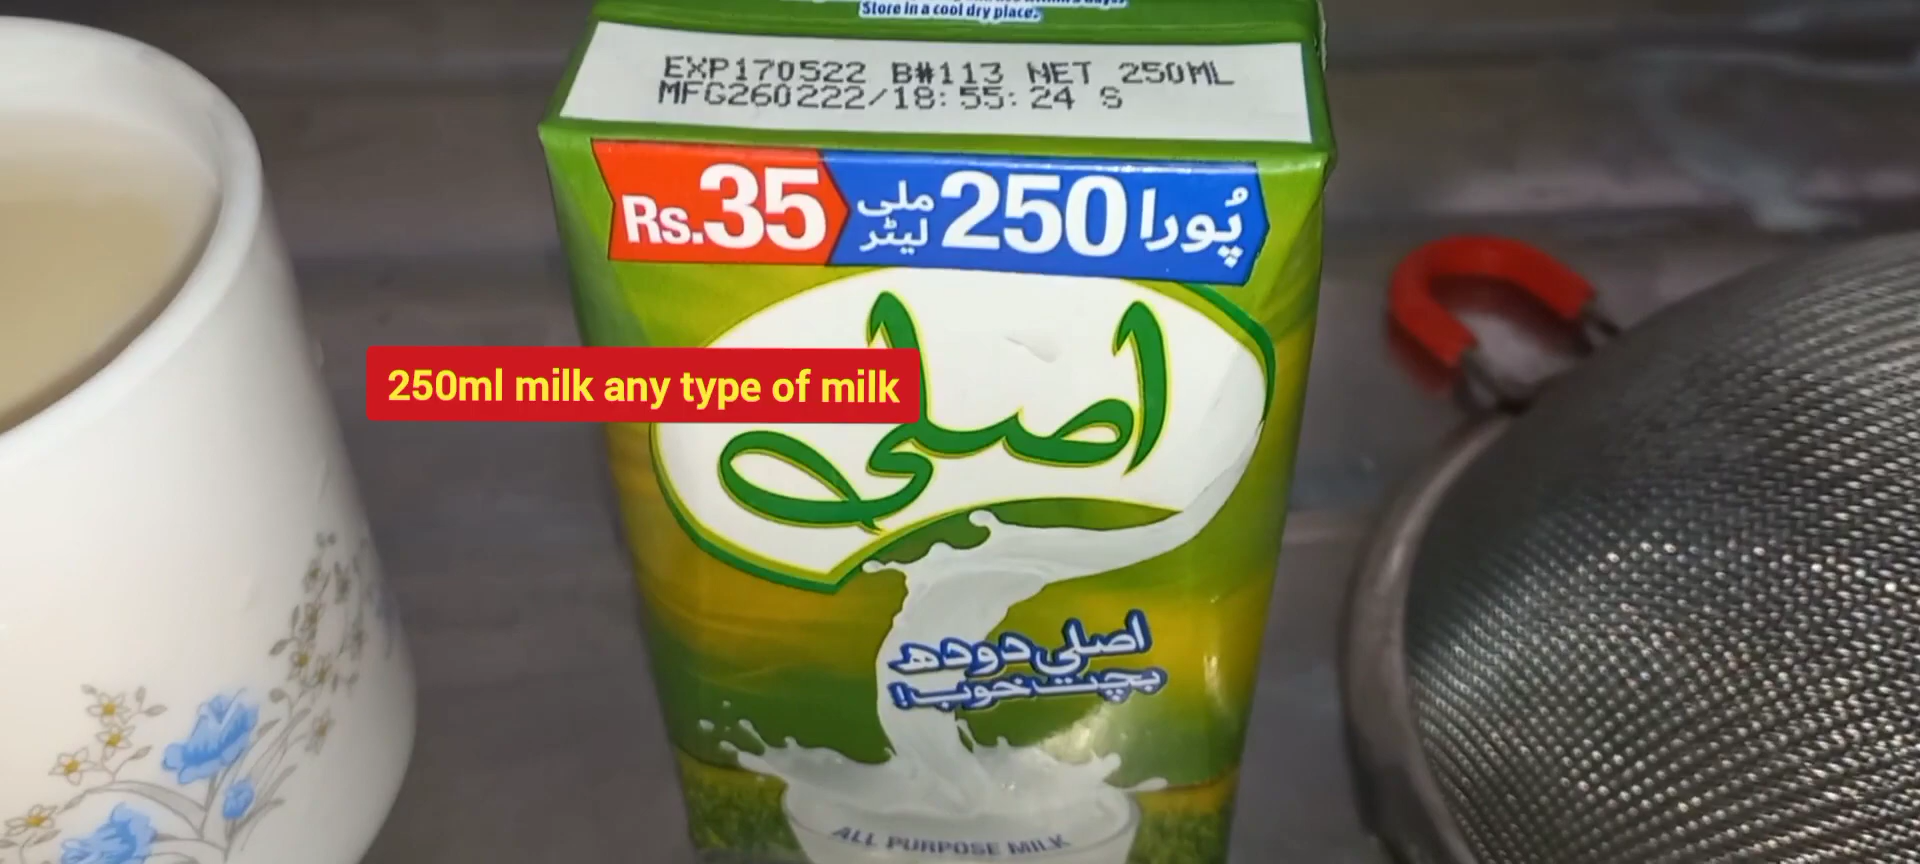 Store in a cool dry place.
EXP170522 B#113 NET 250ML
MFG260222/18:55:24 S
Rs.35
پُورا 250 ملی لیٹر
اصلی
250ml milk any type of milk
اصلی دودھ
بچت خوب!
ALL PURPOSE MILK